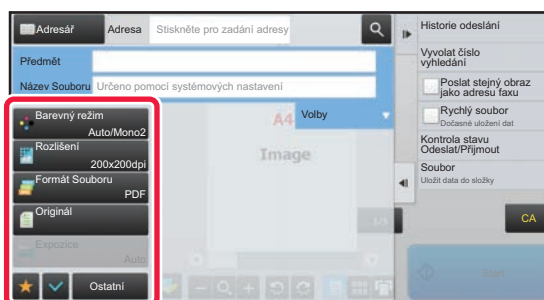 Adresář
Adresa
Stiskněte pro zadání adresy
Předmět
Název Souboru
Určeno pomocí systémových nastavení
Barevný režim
Auto/Mono2
Rozlišení
200x200dpi
Formát Souboru
PDF
Originál
Expozice
Auto
Ostatní
A4
Volby
Image
1/5
Historie odeslání
Vyvolat číslo
vyhledání
Poslat stejný obraz
jako adresu faxu
Rychlý soubor
Dočasné uložení dat
Kontrola stavu
Odeslat/Přijmout
Soubor
Uložit data do složky
CA
Start